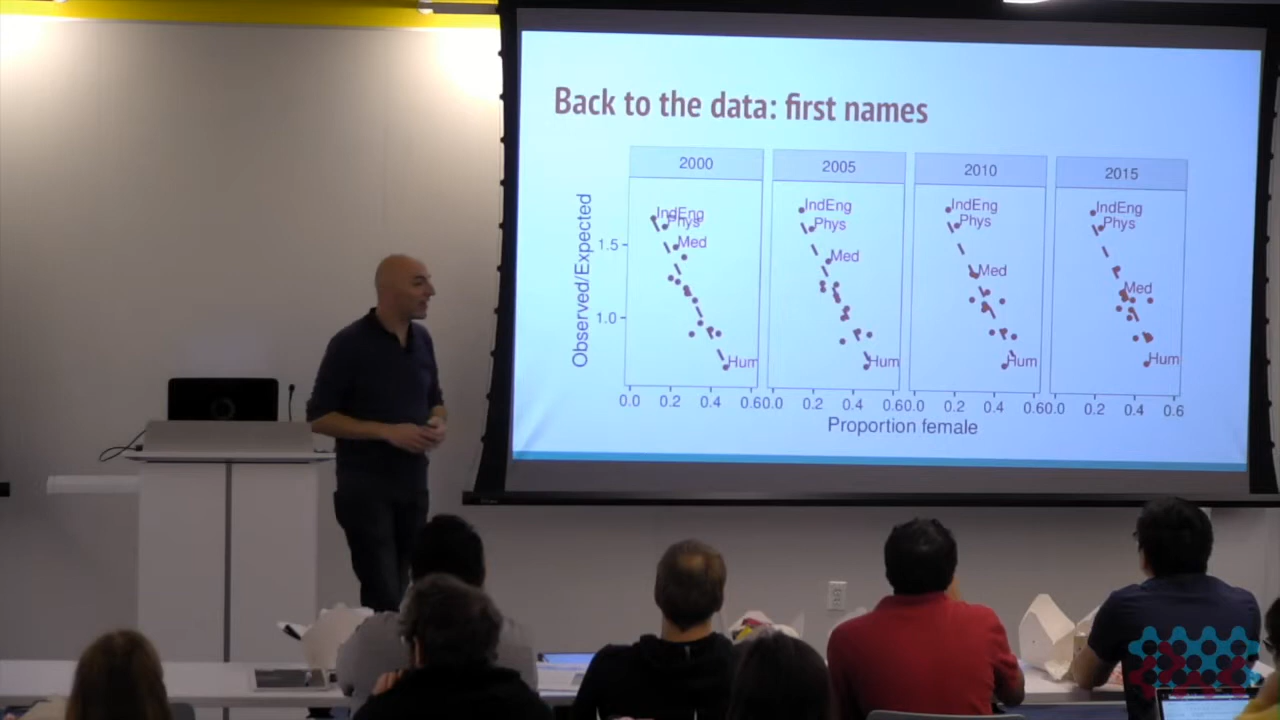 Back to the data: first names
2000 2005 2010 2015
Observed/Expected
1.5
1.0
IndEng
Phys
Med
Hum
IndEng
Phys
Med
Hum
IndEng
Phys
Med
Hum
IndEng
Phys
Med
Hum
0.0 0.2 0.4 0.6 0.0 0.2 0.4 0.6 0.0 0.2 0.4 0.6 0.0 0.2 0.4 0.6
Proportion female